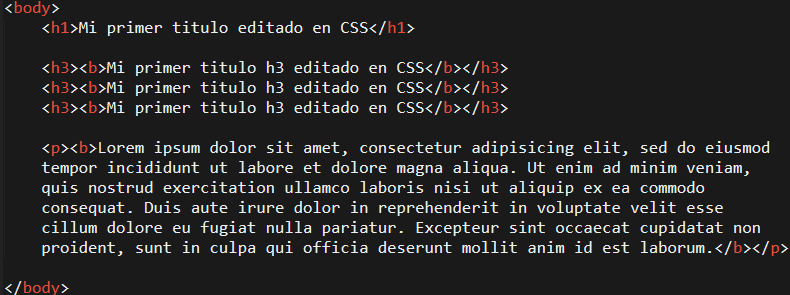 <body>
<h1>Mi primer titulo editado en CSS</h1>
<h3><b>Mi primer titulo h3 editado en CSS</b></h3>
<h3><b>Mi primer titulo h3 editado en CSS</b></h3>
<h3><b>Mi primer titulo h3 editado en CSS</b></h3>
<p><b>Lorem ipsum dolor sit amet, consectetur adipisicing elit, sed do eiusmod
tempor incididunt ut labore et dolore magna aliqua. Ut enim ad minim veniam,
quis nostrud exercitation ullamco laboris nisi ut aliquip ex ea commodo
consequat. Duis aute irure dolor in reprehenderit in voluptate velit esse
cillum dolore eu fugiat nulla pariatur. Excepteur sint occaecat cupidatat non
proident, sunt in culpa qui officia deserunt mollit anim id est laborum.</b></p>
</body>